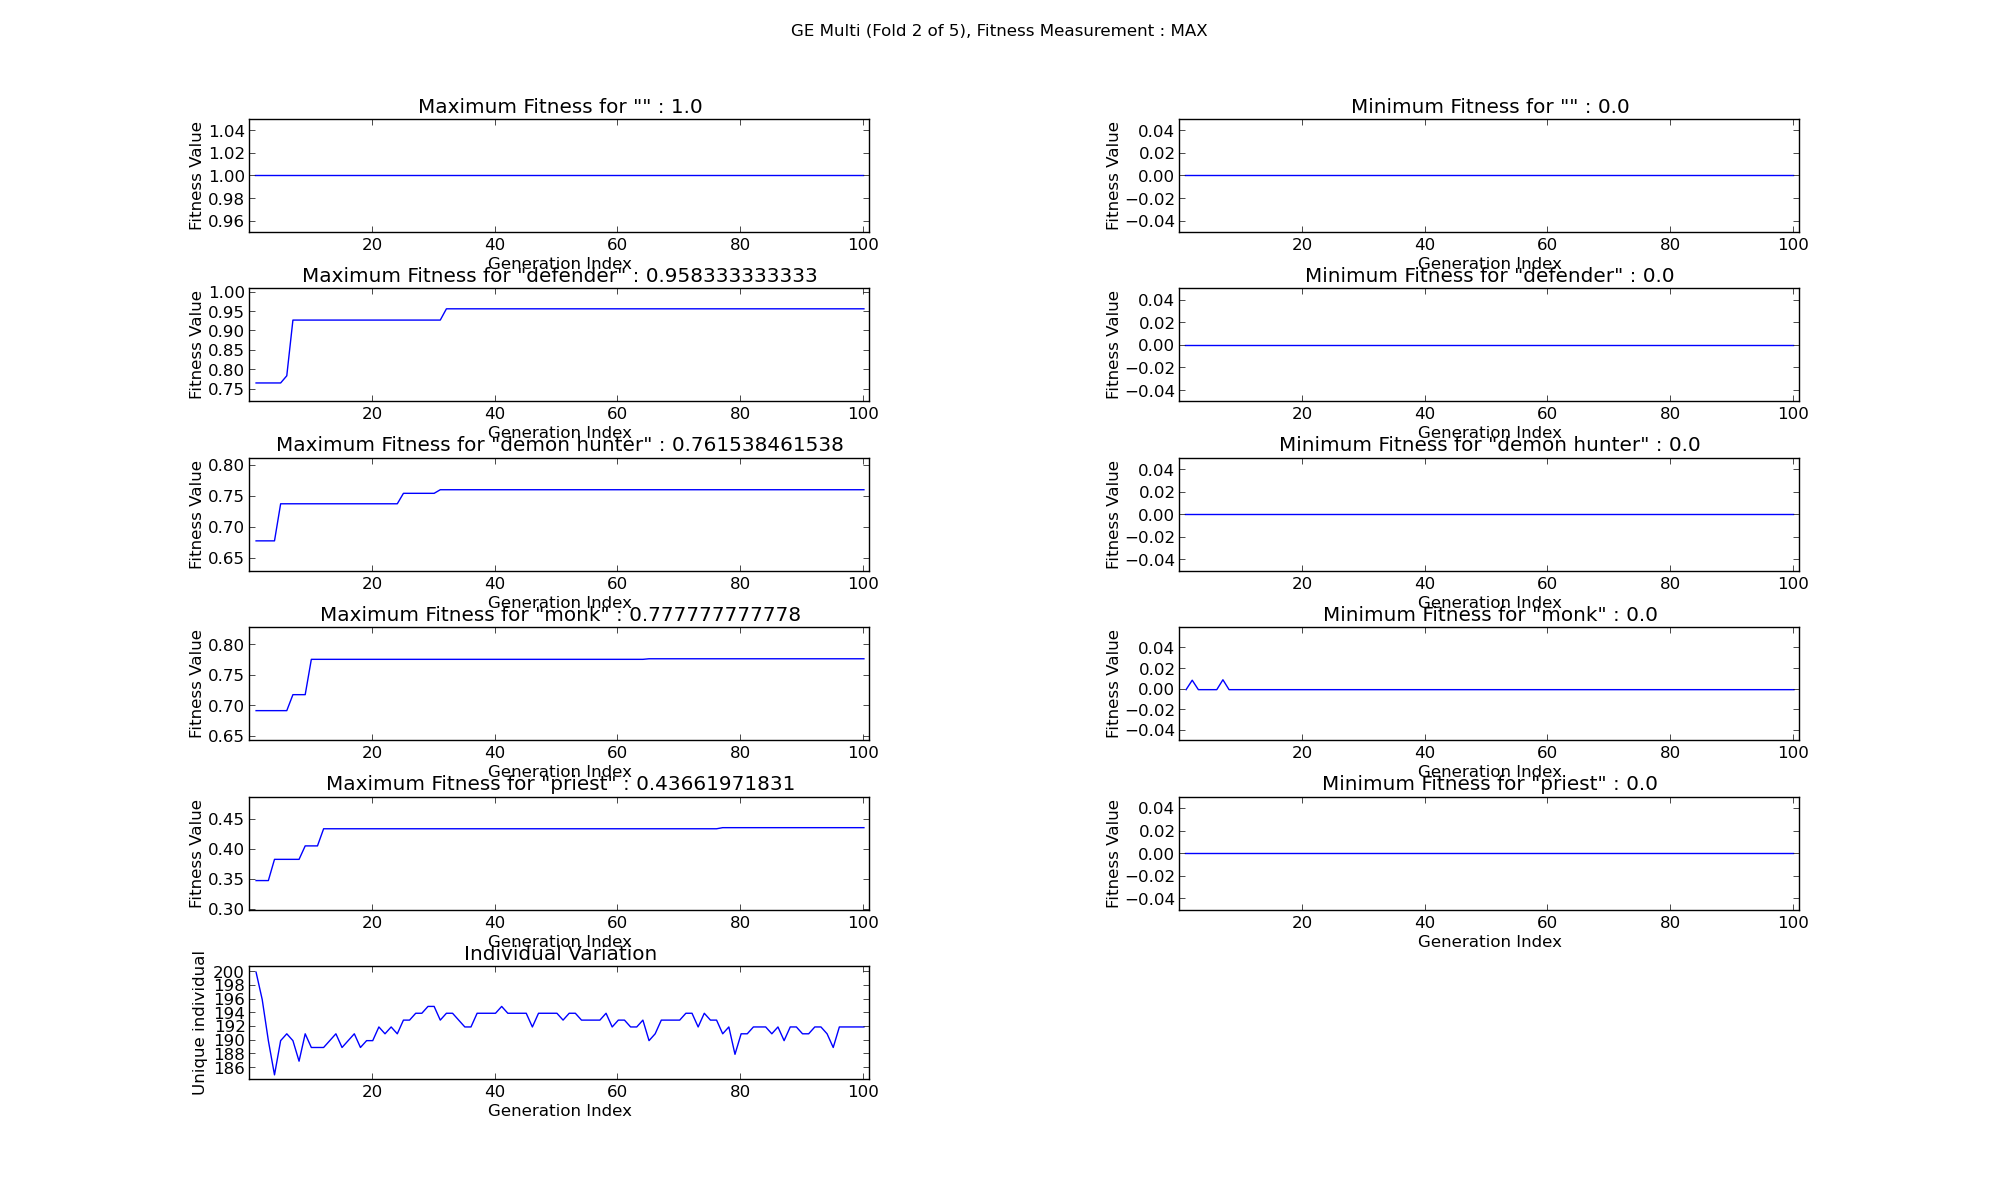 GE Multi (Fold 2 of 5), Fitness Measurement : MAX
Maximum Fitness for "" : 1.0
Fitness Value
1.04
1.02
1.00
0.98
0.96
20 40 60 80 100
Generation Index
Minimum Fitness for "" : 0.0
Fitness Value
0.04
0.02
0.00
−0.02
−0.04
20 40 60 80 100
Generation Index
Maximum Fitness for "defender" : 0.958333333333
Fitness Value
1.00
0.95
0.90
0.85
0.80
0.75
20 40 60 80 100
Generation Index
Minimum Fitness for "defender" : 0.0
Fitness Value
0.04
0.02
0.00
−0.02
−0.04
20 40 60 80 100
Generation Index
Maximum Fitness for "demon hunter" : 0.761538461538
Fitness Value
0.80
0.75
0.70
0.65
20 40 60 80 100
Generation Index
Minimum Fitness for "demon hunter" : 0.0
Fitness Value
0.04
0.02
0.00
−0.02
−0.04
20 40 60 80 100
Generation Index
Maximum Fitness for "monk" : 0.777777777778
Fitness Value
0.80
0.75
0.70
0.65
20 40 60 80 100
Generation Index
Minimum Fitness for "monk" : 0.0
Fitness Value
0.04
0.02
0.00
−0.02
−0.04
20 40 60 80 100
Generation Index
Maximum Fitness for "priest" : 0.43661971831
Fitness Value
0.45
0.40
0.35
0.30
20 40 60 80 100
Generation Index
Minimum Fitness for "priest" : 0.0
Fitness Value
0.04
0.02
0.00
−0.02
−0.04
20 40 60 80 100
Generation Index
Individual Variation
Unique individual
200
198
196
194
192
190
188
186
20 40 60 80 100
Generation Index